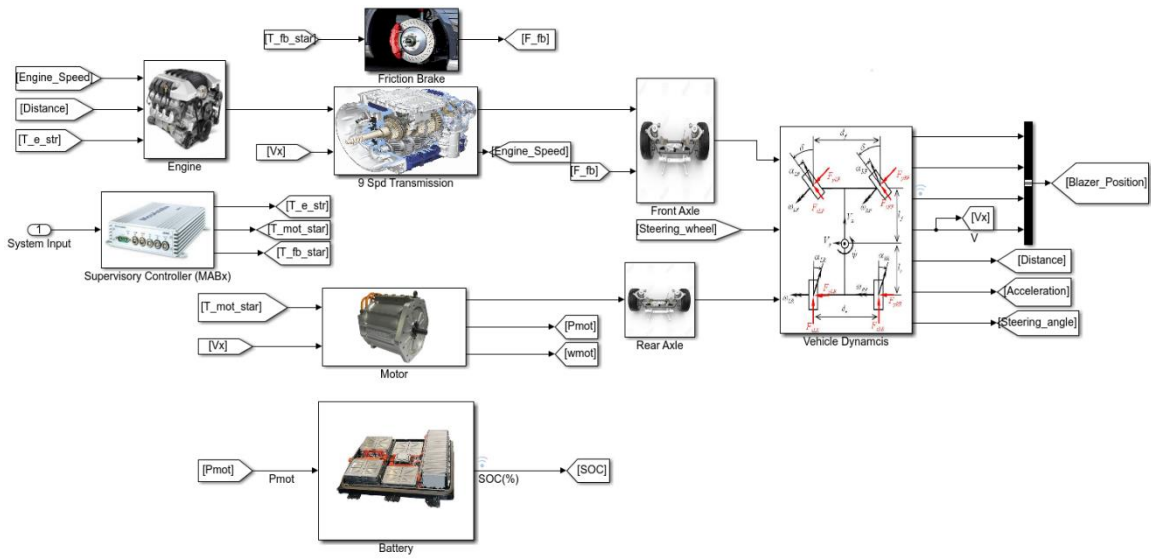 [T_fb_star]
[F_fb]
Friction Brake
[Engine_Speed]
[Distance]
[T_e_str]
Engine
[Vx]
9 Spd Transmission
[Engine_Speed]
[F_fb]
Front Axle
1
System Input
Supervisory Controller (MABx)
[T_e_str]
[T_mot_star]
[T_fb_star]
[Steering_wheel]
[T_mot_star]
[Vx]
Motor
[Pmot]
[wmot]
Rear Axle
Vehicle Dynamcis
[Blazer_Position]
[Vx]
V
[Distance]
[Acceleration]
[Steering_angle]
[Pmot]
Pmot
Battery
SOC(%)
[SOC]